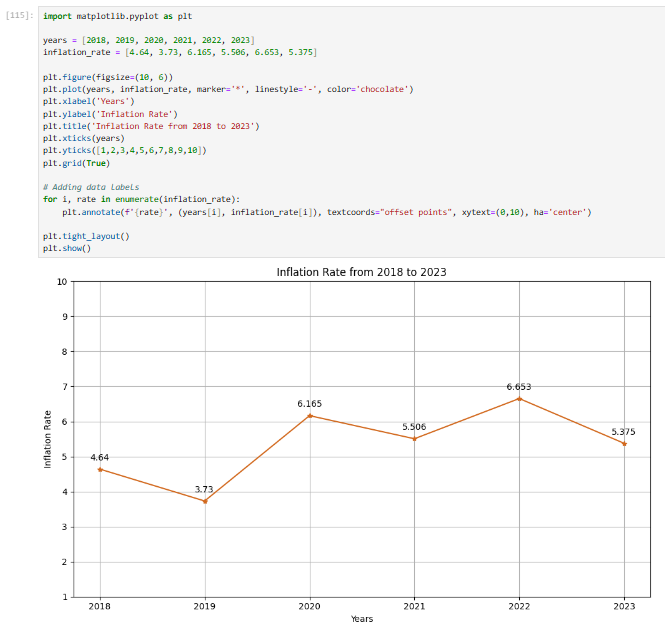 [115]:
import matplotlib.pyplot as plt
years = [2018, 2019, 2020, 2021, 2022, 2023]
inflation_rate = [4.64, 3.73, 6.165, 5.506, 6.653, 5.375]
plt.figure(figsize=(10, 6))
plt.plot(years, inflation_rate, marker='*', linestyle='-', color='chocolate')
plt.xlabel('Years')
plt.ylabel('Inflation Rate')
plt.title('Inflation Rate from 2018 to 2023')
plt.xticks(years)
plt.yticks([1,2,3,4,5,6,7,8,9,10])
plt.grid(True)
# Adding data labels
for i, rate in enumerate(inflation_rate):
    plt.annotate(f'{rate}', (years[i], inflation_rate[i]), textcoords="offset points", xytext=(0,10), ha='center')
plt.tight_layout()
plt.show()
Inflation Rate from 2018 to 2023
10
9
8
7
6
5
4
3
2
1
Inflation Rate
4.64
3.73
6.165
5.506
6.653
5.375
2018 2019 2020 2021 2022 2023
Years